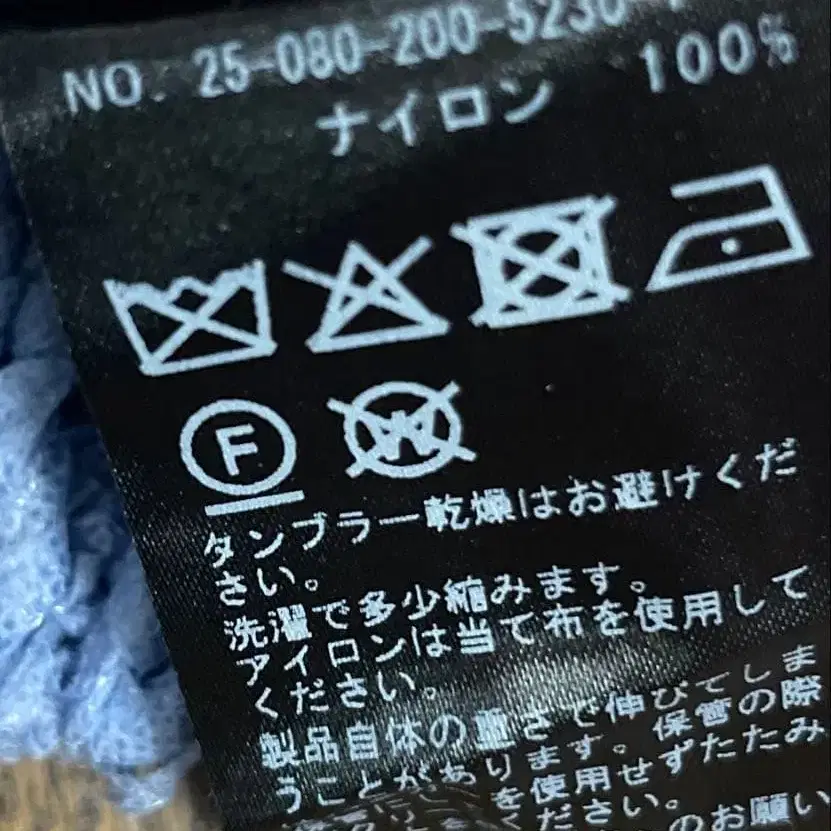 NO. 25-080-200-5230-
ナイロン 100%
F
W
タンブラー乾燥はお避けくだ
さい。
洗濯で多少縮みます。
アイロンは当て布を使用して
ください。
製品自体の重さで伸びてしま
うことがあります。保管の際
を使用せずたたみ
ください。
のお願い